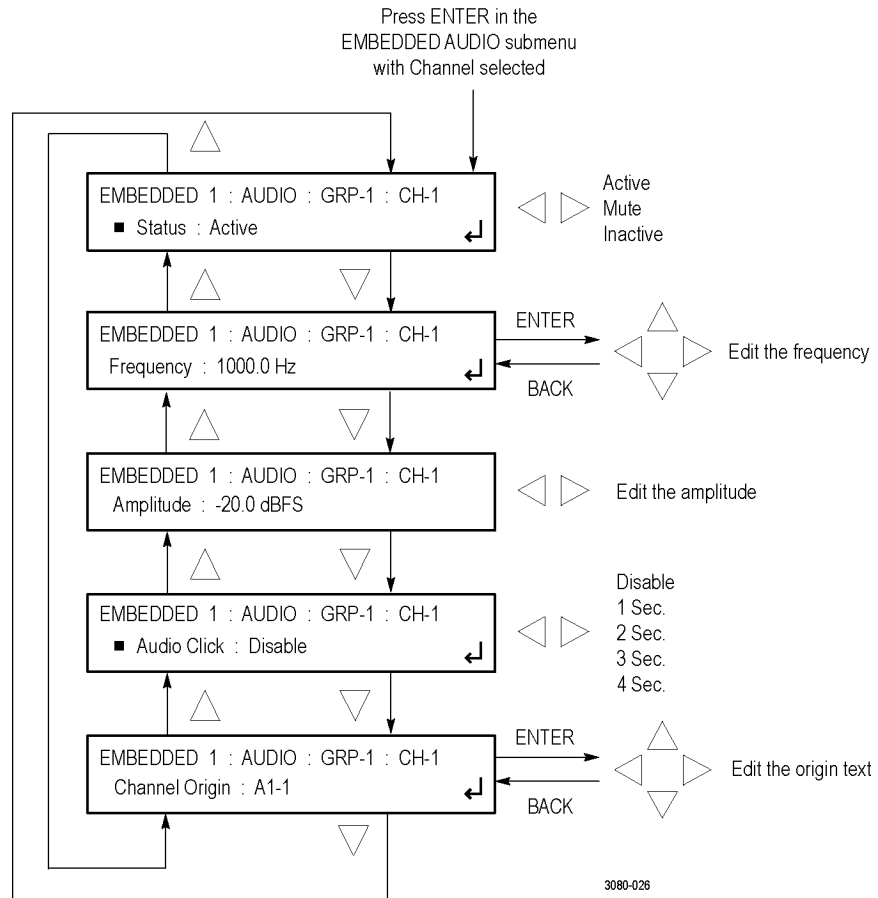 Press ENTER in the
EMBEDDED AUDIO submenu
with Channel selected
EMBEDDED 1 : AUDIO : GRP-1 : CH-1
■ Status : Active
Active
Mute
Inactive
EMBEDDED 1 : AUDIO : GRP-1 : CH-1
Frequency : 1000.0 Hz
ENTER
BACK
Edit the frequency
EMBEDDED 1 : AUDIO : GRP-1 : CH-1
Amplitude : -20.0 dBFS
Edit the amplitude
EMBEDDED 1 : AUDIO : GRP-1 : CH-1
■ Audio Click : Disable
Disable
1 Sec.
2 Sec.
3 Sec.
4 Sec.
EMBEDDED 1 : AUDIO : GRP-1 : CH-1
Channel Origin : A1-1
ENTER
BACK
Edit the origin text
3080-026